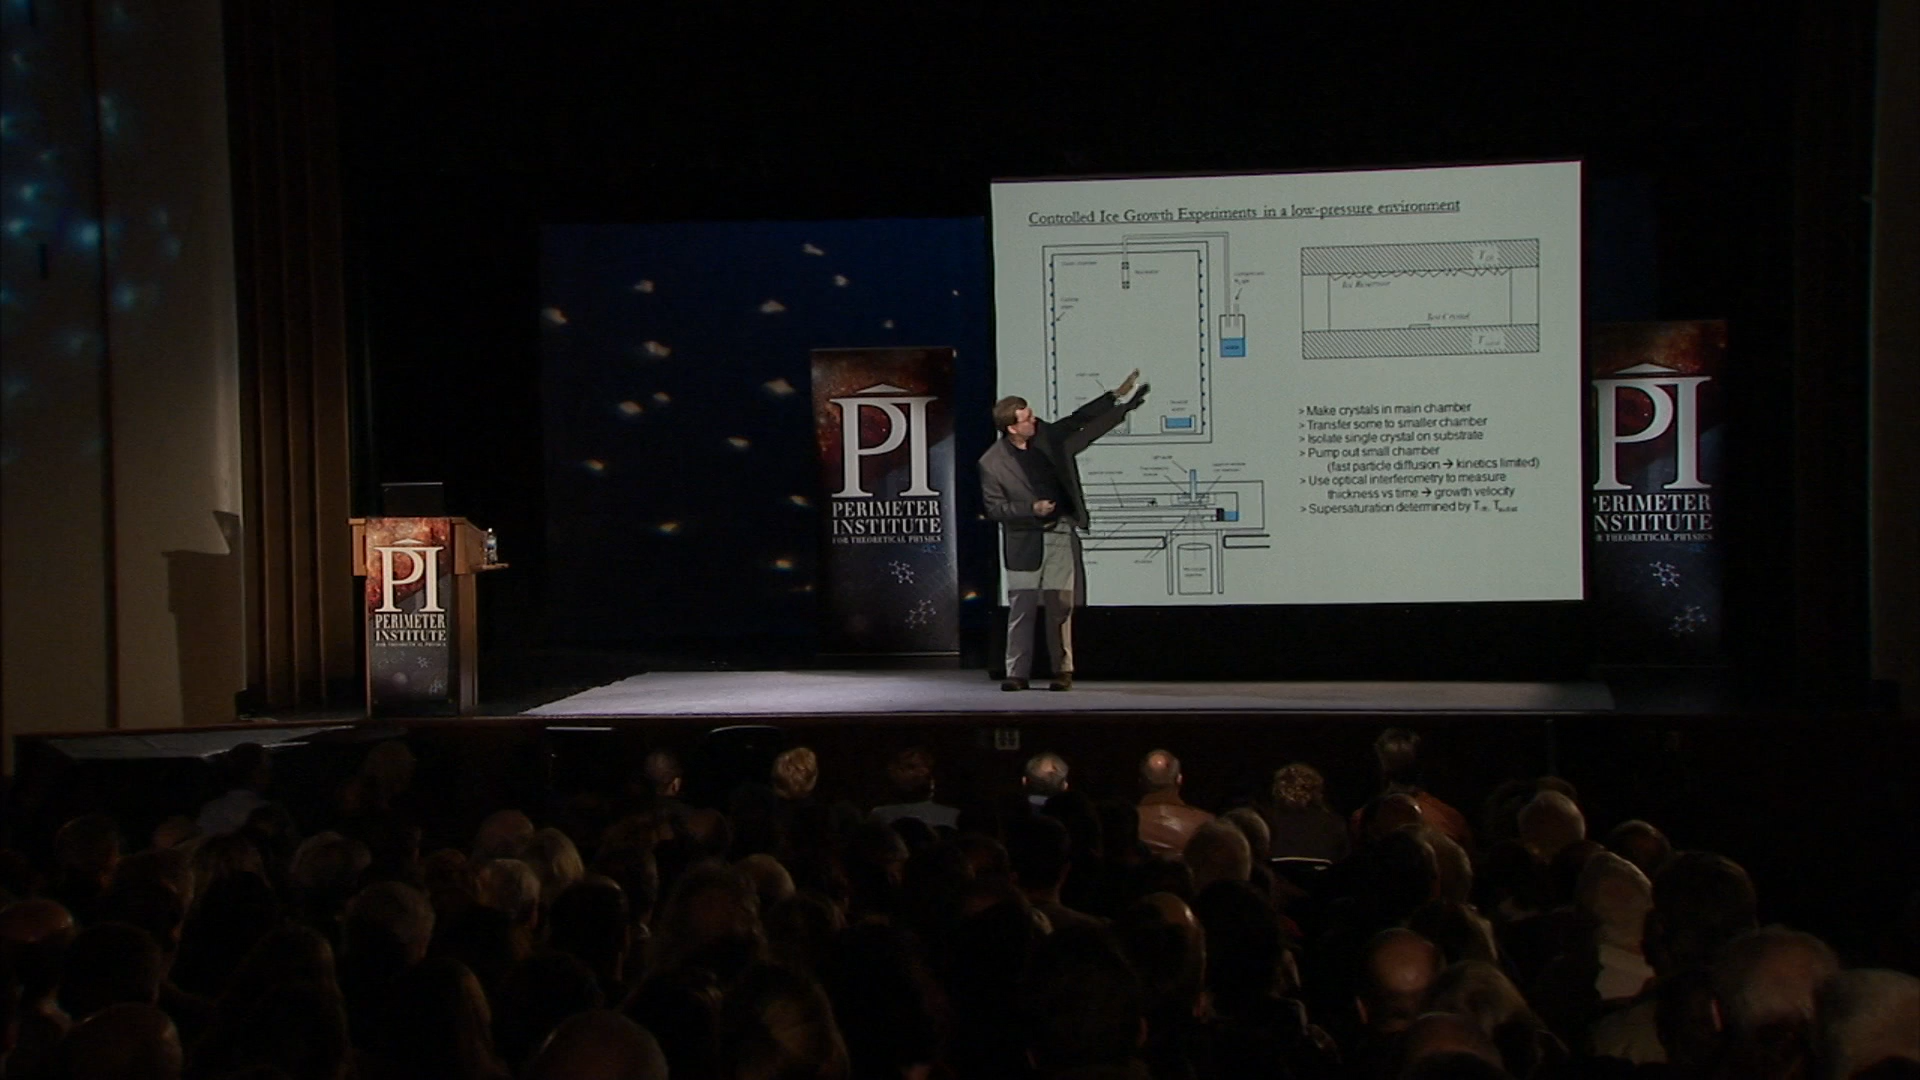 Controlled Ice Growth Experiments in a low-pressure environment
Ice Reservoir
Test Crystal
> Make crystals in main chamber
> Transfer some to smaller chamber
> Isolate single crystal on substrate
> Pump out small chamber
(fast particle diffusion → kinetics limited)
> Use optical interferometry to measure
thickness vs time → growth velocity
> Supersaturation determined by
PI
PERIMETER
INSTITUTE
FOR THEORETICAL PHYSICS
PI
PERIMETER
INSTITUTE
FOR THEORETICAL PHYSICS
PI
PERIMETER
INSTITUTE
FOR THEORETICAL PHYSICS